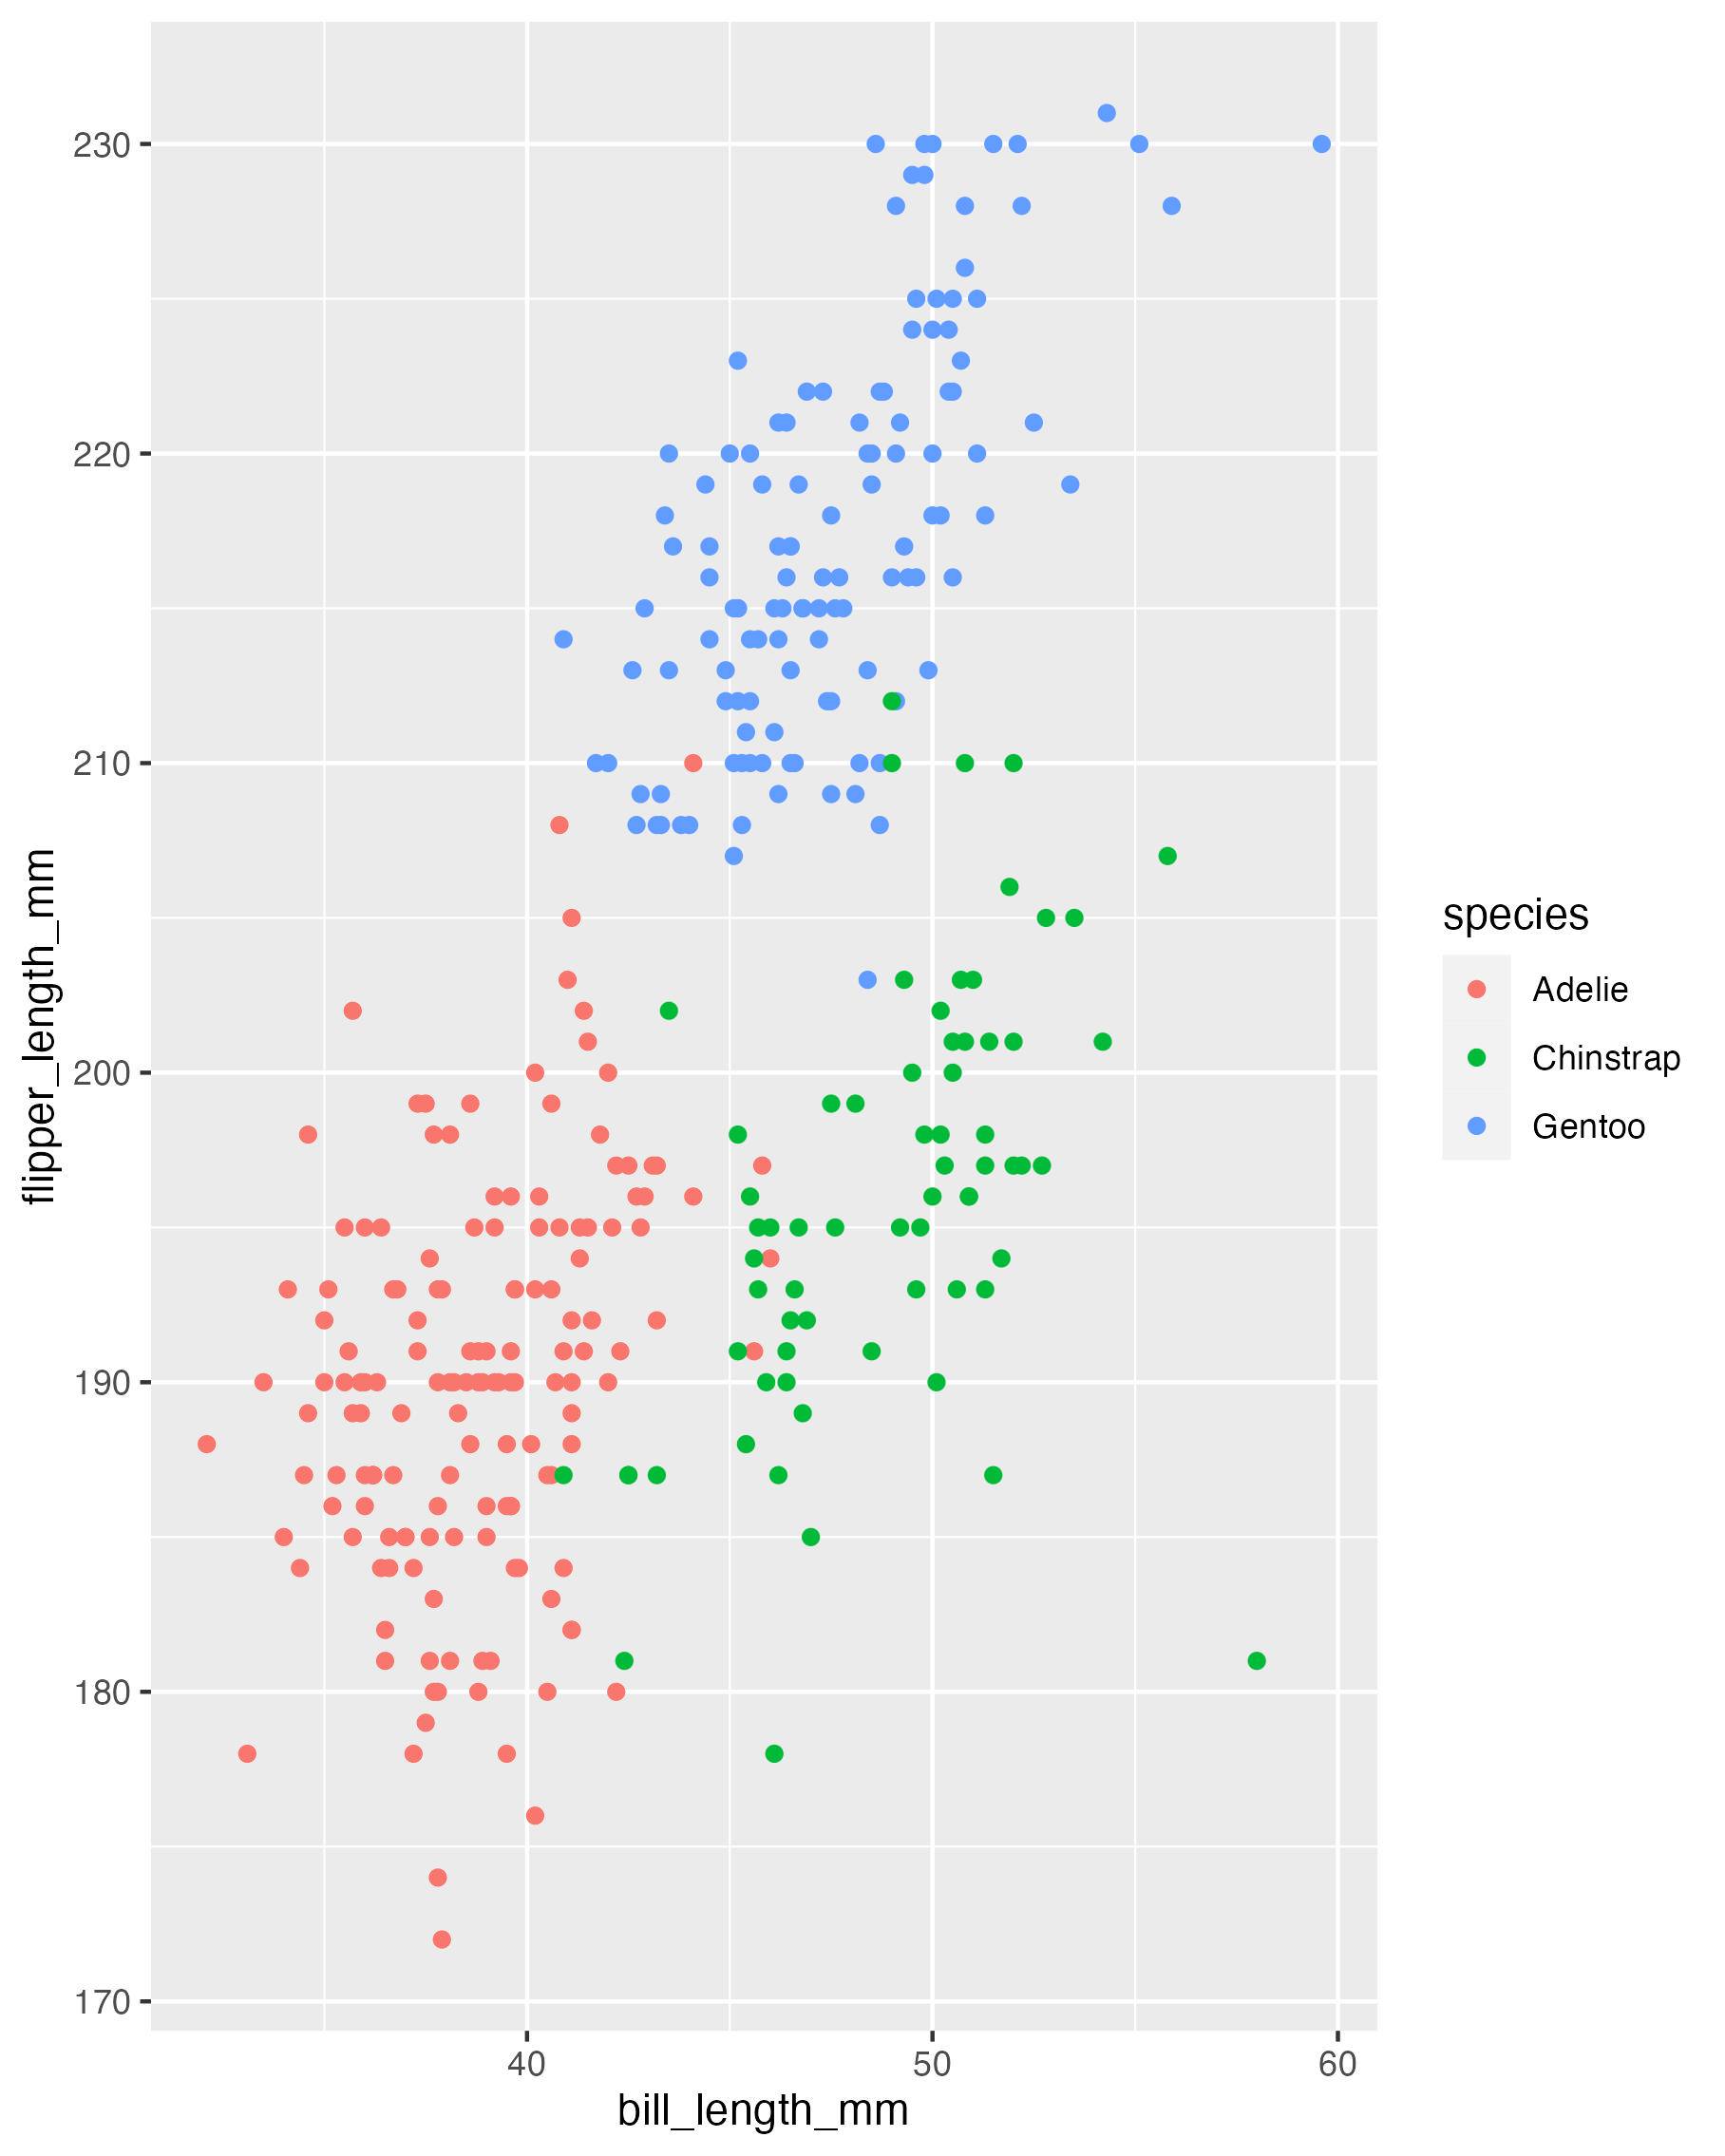 230
220
210
200
190
180
170
flipper_length_mm
40 50 60
bill_length_mm
species
Adelie
Chinstrap
Gentoo